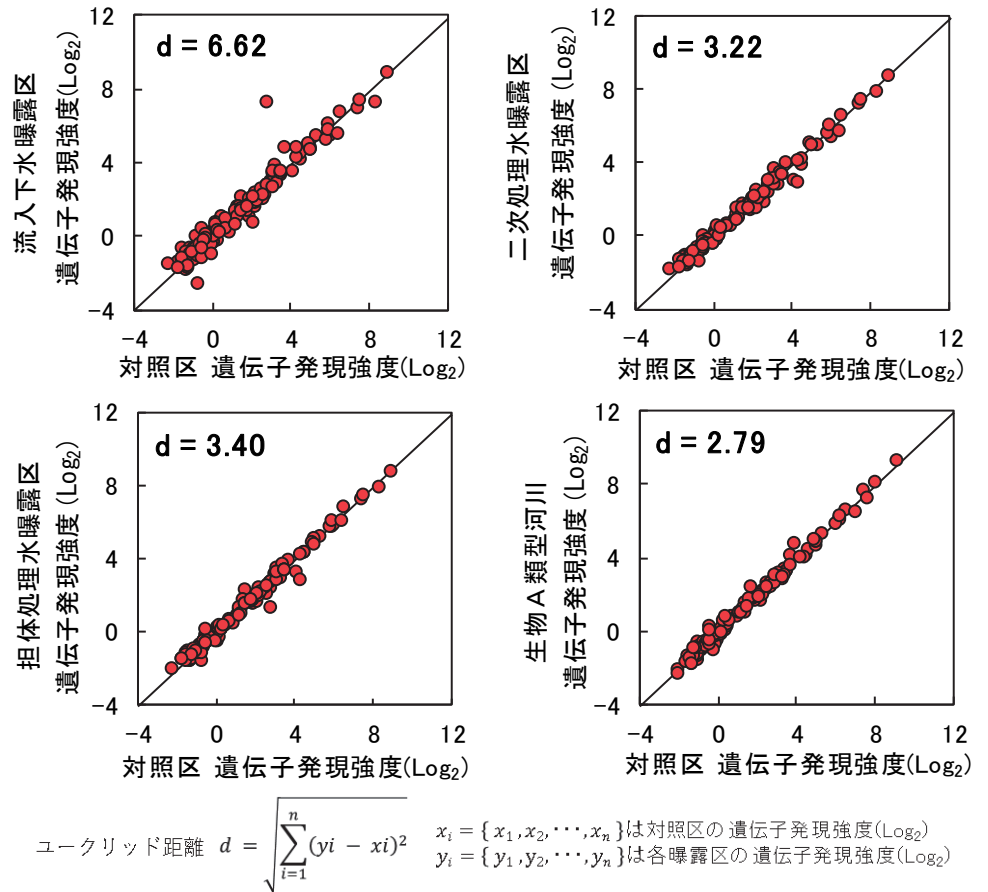 12
8
4
0
−4
d = 6.62
流入下水曝露区
遺伝子発現強度(Log₂)
−4 0 4 8 12
対照区 遺伝子発現強度(Log₂)
12
8
4
0
−4
d = 3.22
二次処理水曝露区
遺伝子発現強度 (Log₂)
−4 0 4 8 12
対照区 遺伝子発現強度(Log₂)
12
8
4
0
−4
d = 3.40
担体処理水曝露区
遺伝子発現強度 (Log₂)
−4 0 4 8 12
対照区 遺伝子発現強度(Log₂)
12
8
4
0
−4
d = 2.79
生物A類型河川
遺伝子発現強度 (Log₂)
−4 0 4 8 12
対照区 遺伝子発現強度(Log₂)
ユークリッド距離 d = √∑ⁿᵢ₌₁(yi − xi)²
xᵢ = { x₁ ,x₂, ･･･, xₙ }は対照区の遺伝子発現強度(Log₂)
yᵢ = { y₁ ,y₂, ･･･, yₙ }は各曝露区の遺伝子発現強度(Log₂)